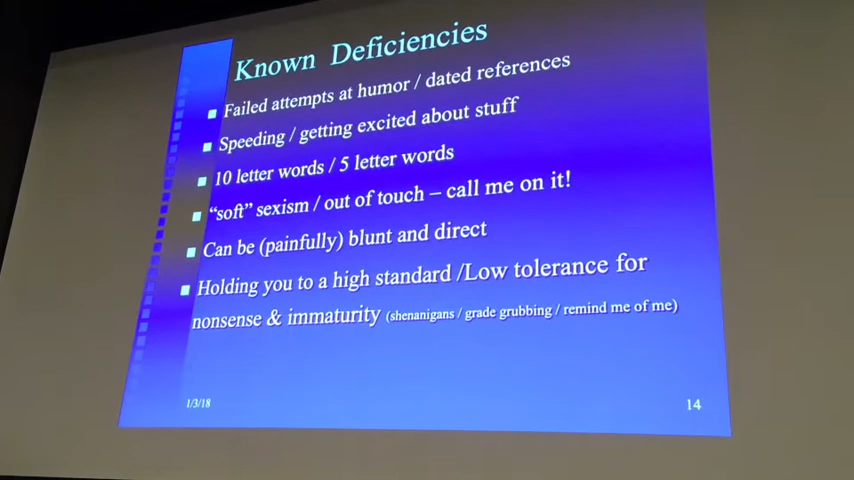 Known Deficiencies
Failed attempts at humor / dated references
Speeding / getting excited about stuff
10 letter words / 5 letter words
“soft” sexism / out of touch – call me on it!
Can be (painfully) blunt and direct
Holding you to a high standard /Low tolerance for
nonsense & immaturity (shenanigans / grade grubbing / remind me of me)
1/3/18
14